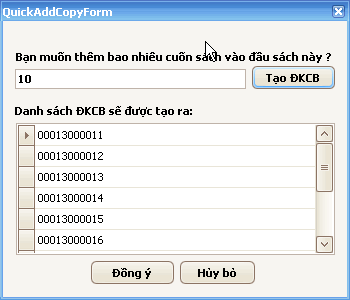 QuickAddCopyForm
Bạn muốn thêm bao nhiêu cuốn sách vào đầu sách này ?
10
Tạo ĐKCB
Danh sách ĐKCB sẽ được tạo ra:
00013000011
00013000012
00013000013
00013000014
00013000015
00013000016
Đồng ý
Hủy bỏ